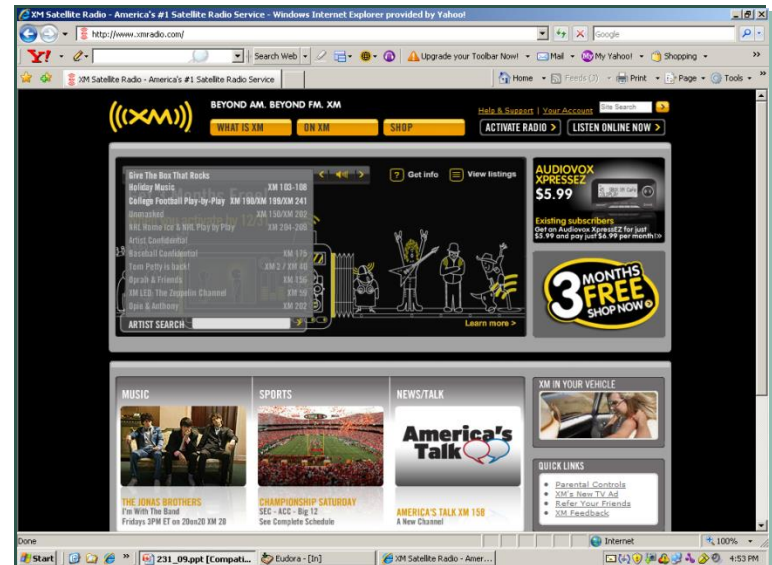 XM Satellite Radio - America's #1 Satellite Radio Service - Windows Internet Explorer provided by Yahoo!
http://www.xmradio.com/
Google
Y! Search Web Upgrade your Toolbar Now! Mail My Yahoo! Shopping
XM Satellite Radio - America's #1 Satellite Radio Service
Home Feeds (J) Print Page Tools
(((XM)))
BEYOND AM. BEYOND FM. XM
Help & Support | Your Account Site Search
WHAT IS XM ON XM SHOP
ACTIVATE RADIO > LISTEN ONLINE NOW >
Give The Box That Rocks
Holiday Music XM 103-108
College Football Play-by-Play XM 190/XM 199/XM 241
Unmasked XM 150/XM 202
NHL Home Ice & NHL Play by Play XM 204-209
Artist Confidential
Baseball Confidential XM 175
Tom Petty is back! XM 2 / XM 40
Oprah & Friends XM 156
XM LED: The Zeppelin Channel XM 59
Opie & Anthony XM 202
ARTIST SEARCH
? Get info View listings
Learn more >
AUDIOVOX
XPRESSEZ
$5.99
Existing subscribers
Get an Audiovox XpressEZ for just
$5.99 and pay just $6.99 per month!»
3 MONTHS
FREE
SHOP NOW
MUSIC
THE JONAS BROTHERS
I'm With The Band
Fridays 3PM ET on 20on20 XM 20
SPORTS
CHAMPIONSHIP SATURDAY
SEC - ACC - Big 12
See Complete Schedule
NEWS/TALK
America's
Talk
AMERICA'S TALK XM 158
A New Channel
XM IN YOUR VEHICLE
QUICK LINKS
Parental Controls
XM's New TV Ad
Refer Your Friends
XM Feedback
Done Internet 100%
Start 231_09.ppt [Compati... Eudora - [In] XM Satellite Radio - Amer... 4:53 PM